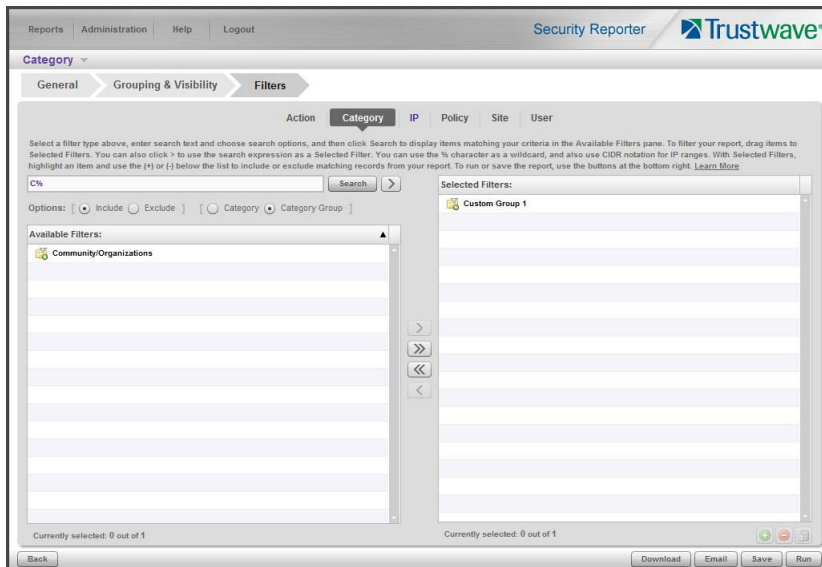 Reports Administration Help Logout
Security Reporter
Trustwave®
Category
General Grouping & Visibility Filters
Action Category IP Policy Site User
Select a filter type above, enter search text and choose search options, and then click Search to display items matching your criteria in the Available Filters pane. To filter your report, drag items to
Selected Filters. You can also click > to use the search expression as a Selected Filter. You can use the % character as a wildcard, and also use CIDR notation for IP ranges. With Selected Filters,
highlight an item and use the (+) or (-) below the list to include or exclude matching records from your report. To run or save the report, use the buttons at the bottom right. Learn More
C% Search >
Options: [ Include Exclude ] [ Category Category Group ]
Available Filters:
Community/Organizations
Currently selected: 0 out of 1
Selected Filters:
Custom Group 1
Currently selected: 0 out of 1
Back Download Email Save Run